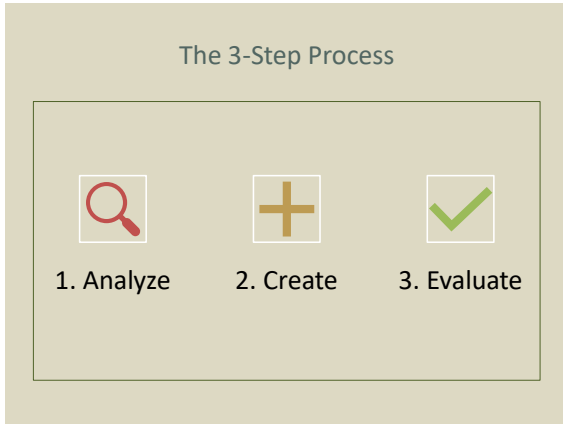 The 3-Step Process
1. Analyze
2. Create
3. Evaluate